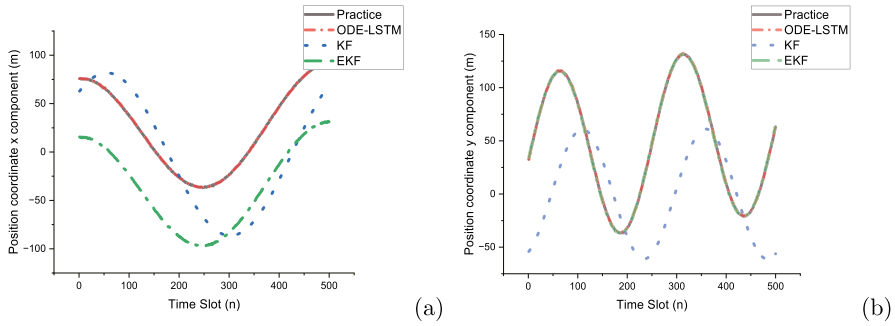 Practice
ODE-LSTM
KF
EKF
Position coordinate x component (m)
100
50
0
−50
−100
0 100 200 300 400 500
Time Slot (n)
(a)
Practice
ODE-LSTM
KF
EKF
Position coordinate y component (m)
150
100
50
0
−50
0 100 200 300 400 500
Time Slot (n)
(b)